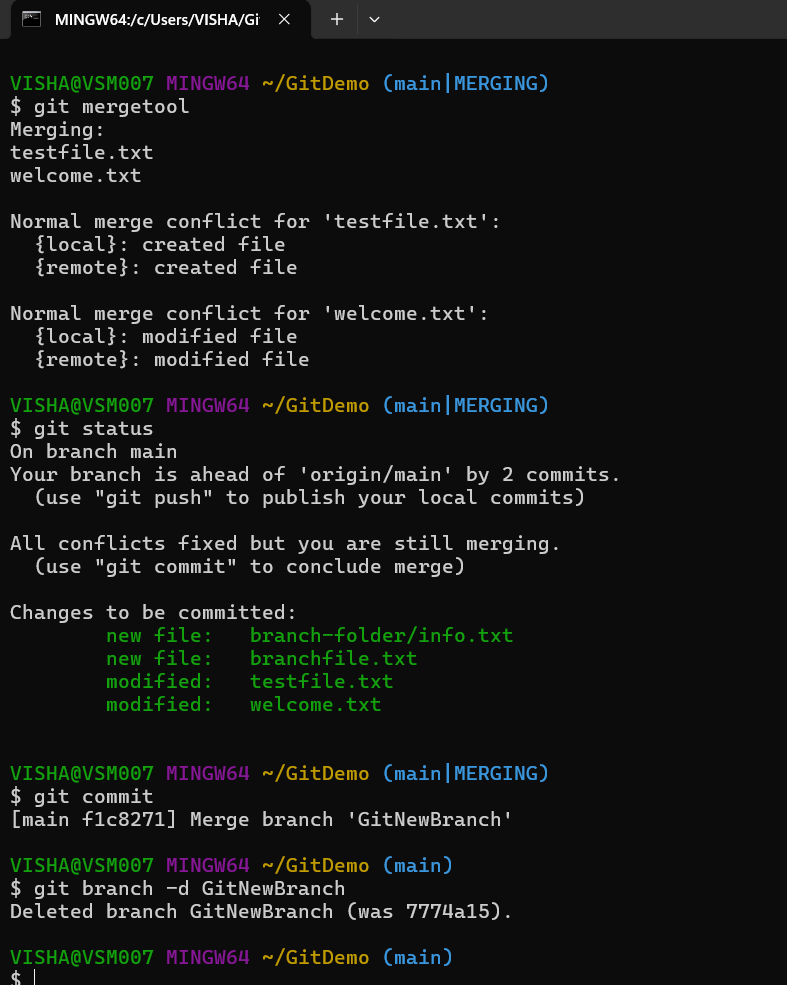 MINGW64:/c/Users/VISHA/Gi
VISHA@VSM007 MINGW64 ~/GitDemo (main|MERGING)
$ git mergetool
Merging:
testfile.txt
welcome.txt
Normal merge conflict for 'testfile.txt':
  {local}: created file
  {remote}: created file
Normal merge conflict for 'welcome.txt':
  {local}: modified file
  {remote}: modified file
VISHA@VSM007 MINGW64 ~/GitDemo (main|MERGING)
$ git status
On branch main
Your branch is ahead of 'origin/main' by 2 commits.
  (use "git push" to publish your local commits)
All conflicts fixed but you are still merging.
  (use "git commit" to conclude merge)
Changes to be committed:
        new file:   branch-folder/info.txt
        new file:   branchfile.txt
        modified:   testfile.txt
        modified:   welcome.txt
VISHA@VSM007 MINGW64 ~/GitDemo (main|MERGING)
$ git commit
[main f1c8271] Merge branch 'GitNewBranch'
VISHA@VSM007 MINGW64 ~/GitDemo (main)
$ git branch -d GitNewBranch
Deleted branch GitNewBranch (was 7774a15).
VISHA@VSM007 MINGW64 ~/GitDemo (main)
$